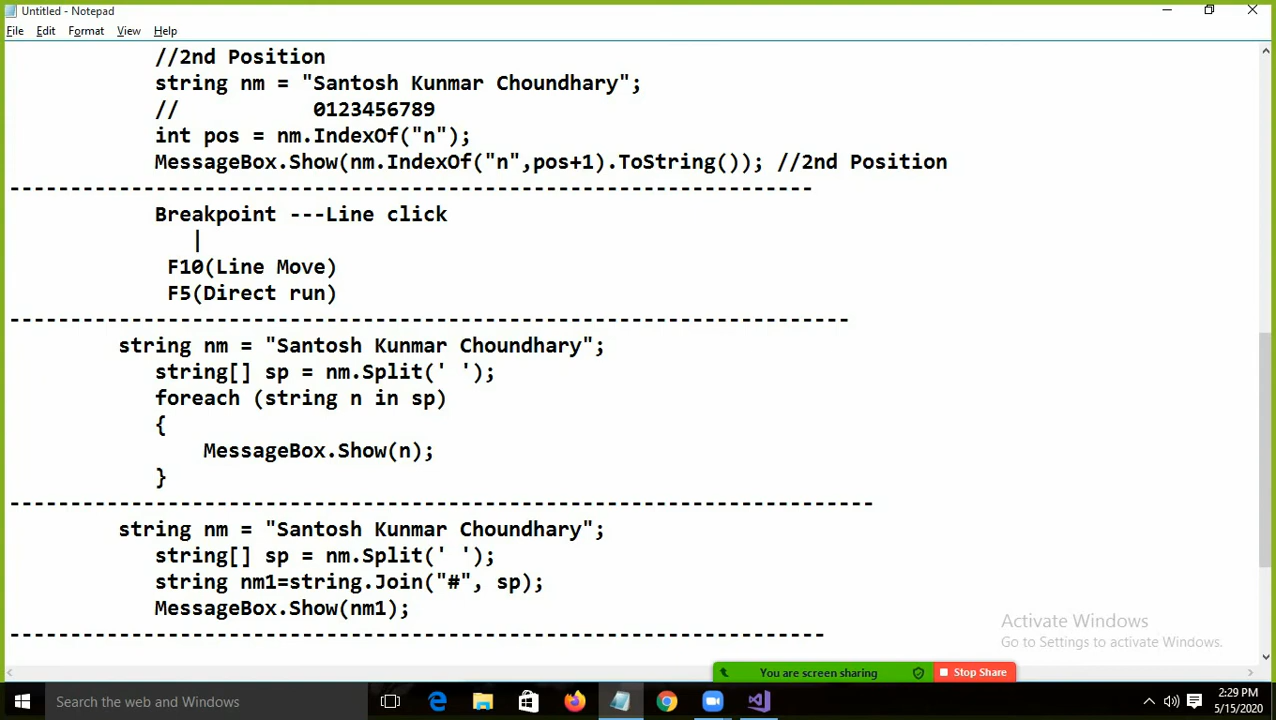 Untitled - Notepad
File Edit Format View Help
//2nd Position
string nm = "Santosh Kunmar Choundhary";
// 0123456789
int pos = nm.IndexOf("n");
MessageBox.Show(nm.IndexOf("n",pos+1).ToString()); //2nd Position
------------------------------------------------------------------
Breakpoint ---Line click
|
F10(Line Move)
F5(Direct run)
---------------------------------------------------------------------
string nm = "Santosh Kunmar Choundhary";
string[] sp = nm.Split(' ');
foreach (string n in sp)
{
MessageBox.Show(n);
}
-----------------------------------------------------------------------
string nm = "Santosh Kunmar Choundhary";
string[] sp = nm.Split(' ');
string nm1=string.Join("#", sp);
MessageBox.Show(nm1);
-------------------------------------------------------------------
Activate Windows
Go to Settings to activate Windows.
You are screen sharing Stop Share
Search the web and Windows
2:29 PM
5/15/2020